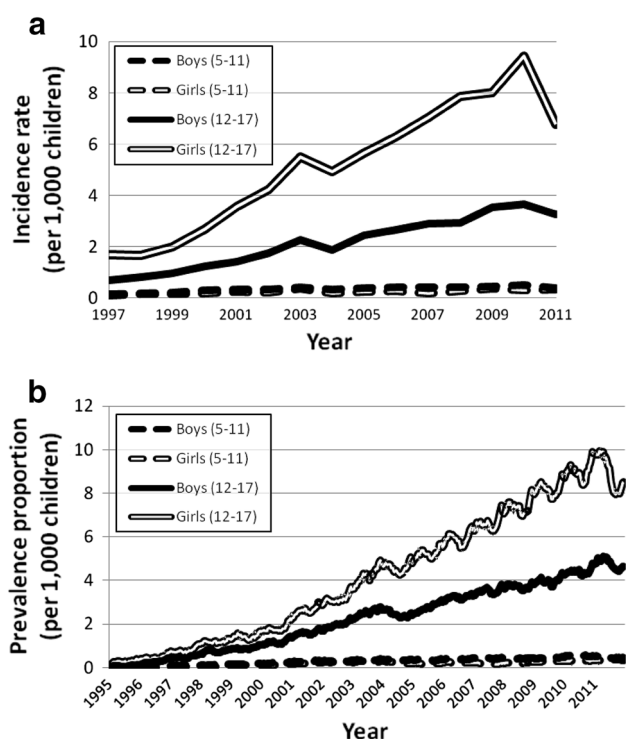 a
10
8
6
4
2
0
Incidence rate
(per 1,000 children)
Boys (5-11)
Girls (5-11)
Boys (12-17)
Girls (12-17)
1997 1999 2001 2003 2005 2007 2009 2011
Year
b
12
10
8
6
4
2
0
Prevalence proportion
(per 1,000 children)
Boys (5-11)
Girls (5-11)
Boys (12-17)
Girls (12-17)
1995 1996 1997 1998 1999 2000 2001 2002 2003 2004 2005 2006 2007 2008 2009 2010 2011
Year